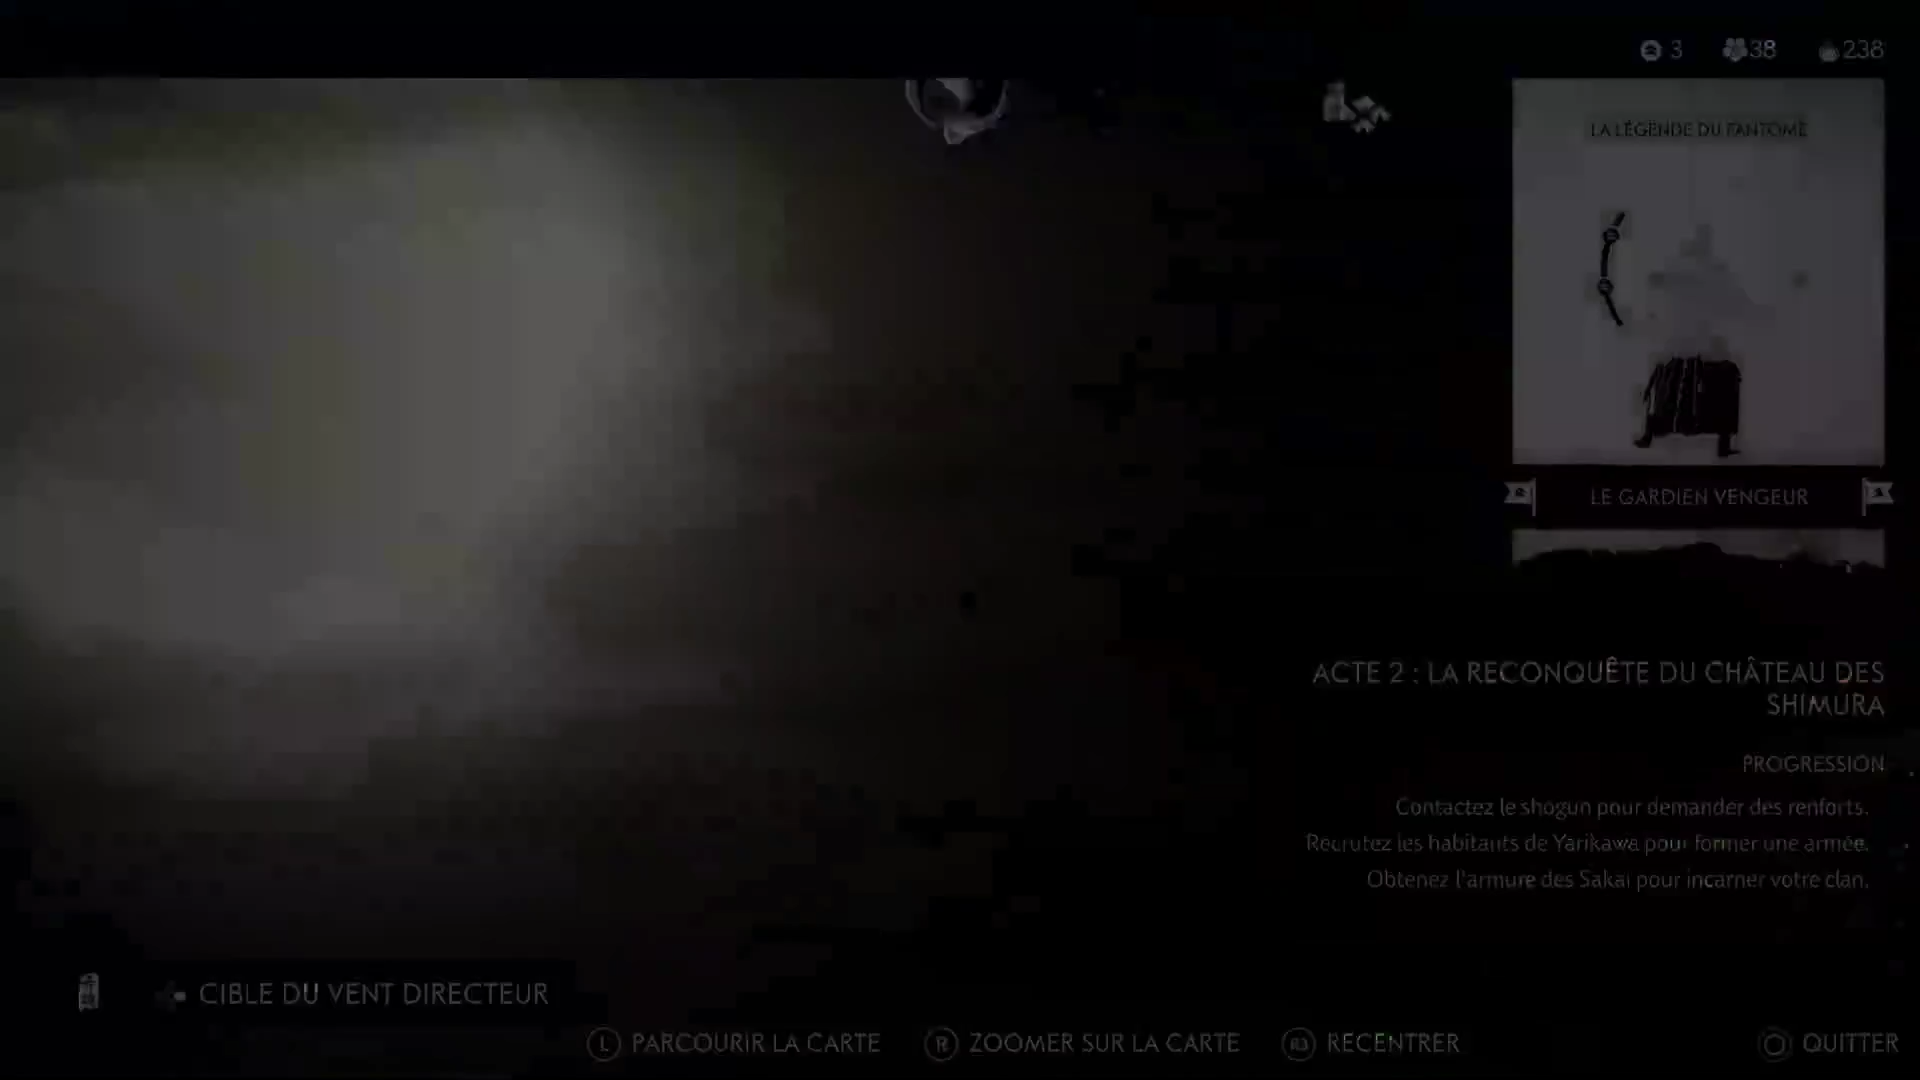 3 38 238
LA LÉGENDE DU FANTÔME
LE GARDIEN VENGEUR
ACTE 2 : LA RECONQUÊTE DU CHÂTEAU DES
SHIMURA
PROGRESSION
Contactez le shogun pour demander des renforts.
Recrutez les habitants de Yarikawa pour former une armée.
Obtenez l'armure des Sakai pour incarner votre clan.
CIBLE DU VENT DIRECTEUR
L PARCOURIR LA CARTE R ZOOMER SUR LA CARTE R3 RECENTRER QUITTER